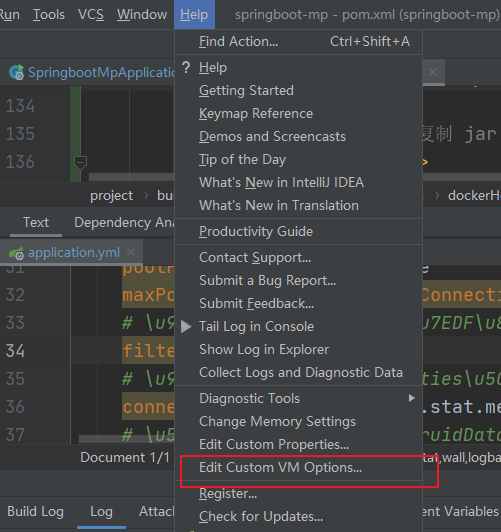 Run Tools VCS Window Help springboot-mp - pom.xml (springboot-mp)
SpringbootMpApplicatio
Find Action... Ctrl+Shift+A
Help
Getting Started
Keymap Reference
Demos and Screencasts
Tip of the Day
What's New in IntelliJ IDEA
What's New in Translation
Productivity Guide
Contact Support...
Submit a Bug Report...
Submit Feedback...
Tail Log in Console
Show Log in Explorer
Collect Logs and Diagnostic Data
Diagnostic Tools
Change Memory Settings
Edit Custom Properties...
Edit Custom VM Options...
Register...
Check for Updates...
134
135 复制 jar
136 >
project bu dockerHo
Text Dependency Ana
application.yml
31 poolP e
32 maxPo Connecti
33 # \u9 u7EDF\u8
34 filte
35 # \u9 ties\u50
36 conne .stat.me
37 # \u5 ruidData
Document 1/1 tat,wall,logba
Build Log Log Attac nt Variables